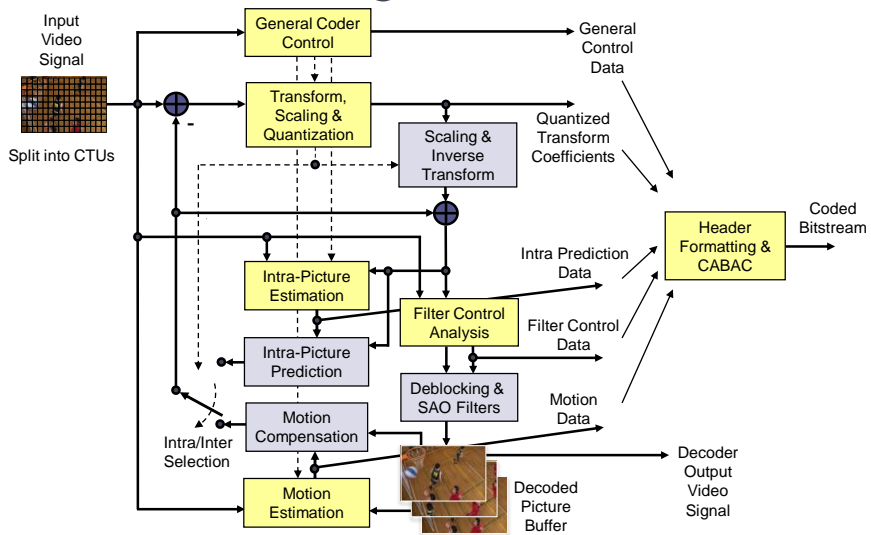 Input
Video
Signal
General Coder
Control
General
Control
Data
Transform,
Scaling &
Quantization
-
Quantized
Transform
Coefficients
Split into CTUs
Scaling &
Inverse
Transform
Coded
Bitstream
Header
Formatting &
CABAC
Intra Prediction
Data
Intra-Picture
Estimation
Filter Control
Analysis
Filter Control
Data
Intra-Picture
Prediction
Deblocking &
SAO Filters
Motion
Data
Motion
Compensation
Intra/Inter
Selection
Decoder
Output
Video
Signal
Decoded
Picture
Buffer
Motion
Estimation